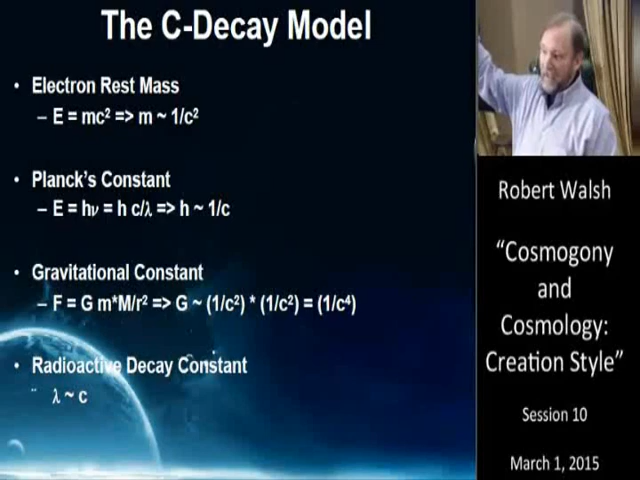 The C-Decay Model
• Electron Rest Mass
– E = mc² => m ~ 1/c²
• Planck's Constant
– E = hν = h c/λ => h ~ 1/c
• Gravitational Constant
– F = G m*M/r² => G ~ (1/c²) * (1/c²) = (1/c⁴)
• Radioactive Decay Constant
λ ~ c
Robert Walsh
“Cosmogony
and
Cosmology:
Creation Style”
Session 10
March 1, 2015